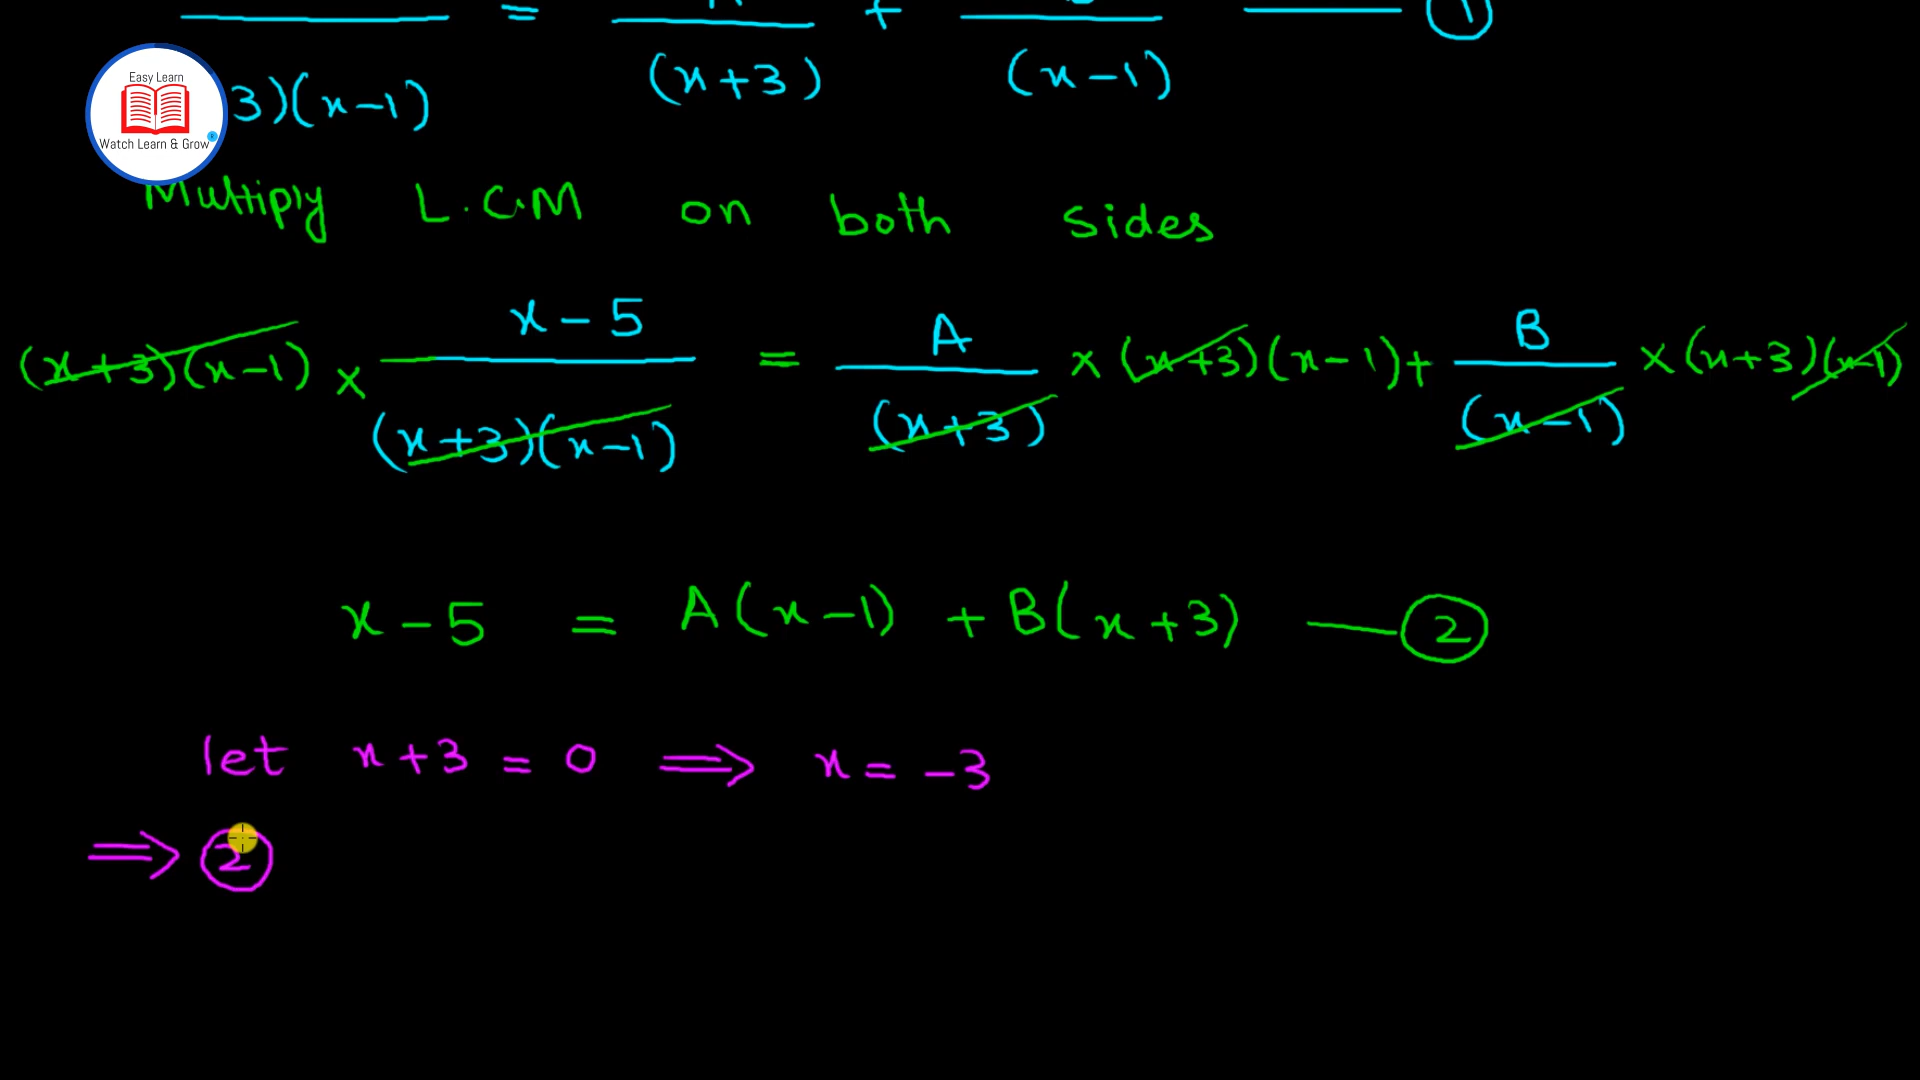 = A + ——— ①
3)(x-1) (x+3) (x-1)
Easy Learn
Watch Learn & Grow
Multiply L.C.M on both sides
(x+3)(x-1) × x-5 / (x+3)(x-1) = A / (x+3) × (x+3)(x-1) + B / (x-1) × (x+3)(x-1)
x-5 = A(x-1) + B(x+3) —— ②
let x+3 = 0 ⟹ x = -3
⟹ ②